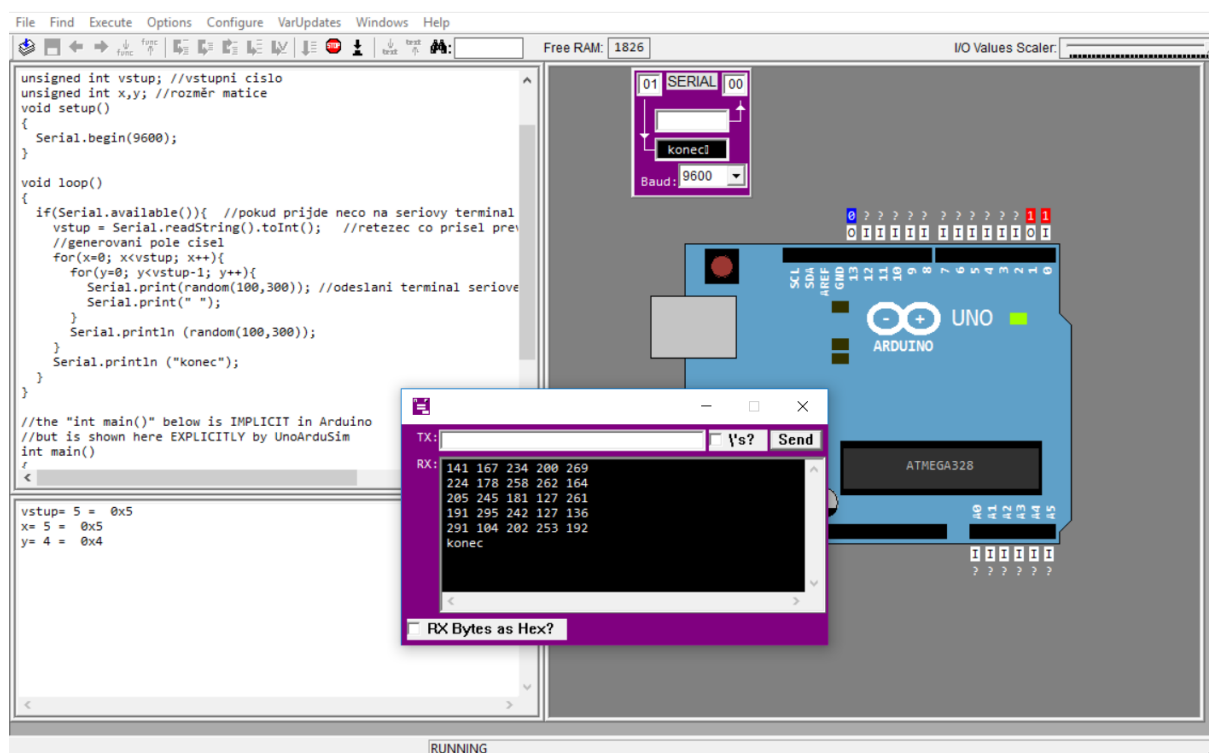 File Find Execute Options Configure VarUpdates Windows Help
func func STOP text text Free RAM: 1826 I/O Values Scaler:
unsigned int vstup; //vstupni cislo
unsigned int x,y; //rozměr matice
void setup()
{
Serial.begin(9600);
}
void loop()
{
if(Serial.available()){ //pokud prijde neco na seriovy terminal
vstup = Serial.readString().toInt(); //retezec co prisel prev
//generovani pole cisel
for(x=0; x<vstup; x++){
for(y=0; y<vstup-1; y++){
Serial.print(random(100,300)); //odeslani terminal seriove
Serial.print(" ");
}
Serial.println (random(100,300));
}
Serial.println ("konec");
}
}
//the "int main()" below is IMPLICIT in Arduino
//but is shown here EXPLICITLY by UnoArduSim
int main()
{
vstup= 5 = 0x5
x= 5 = 0x5
y= 4 = 0x4
01 SERIAL 00
konec
Baud: 9600
0 ? ? ? ? ? ? ? ? ? ? ? 1 1
O I I I I I I I I I I I O I
SCL SDA AREF GND 13 12 11 10 9 8 7 6 5 4 3 2 1 0
UNO
ARDUINO
ATMEGA328
A0 A1 A2 A3 A4 A5
I I I I I I
? ? ? ? ? ?
TX: \'s? Send
RX:
141 167 234 200 269
224 178 258 262 164
205 245 181 127 261
191 295 242 127 136
291 104 202 253 192
konec
RX Bytes as Hex?
RUNNING